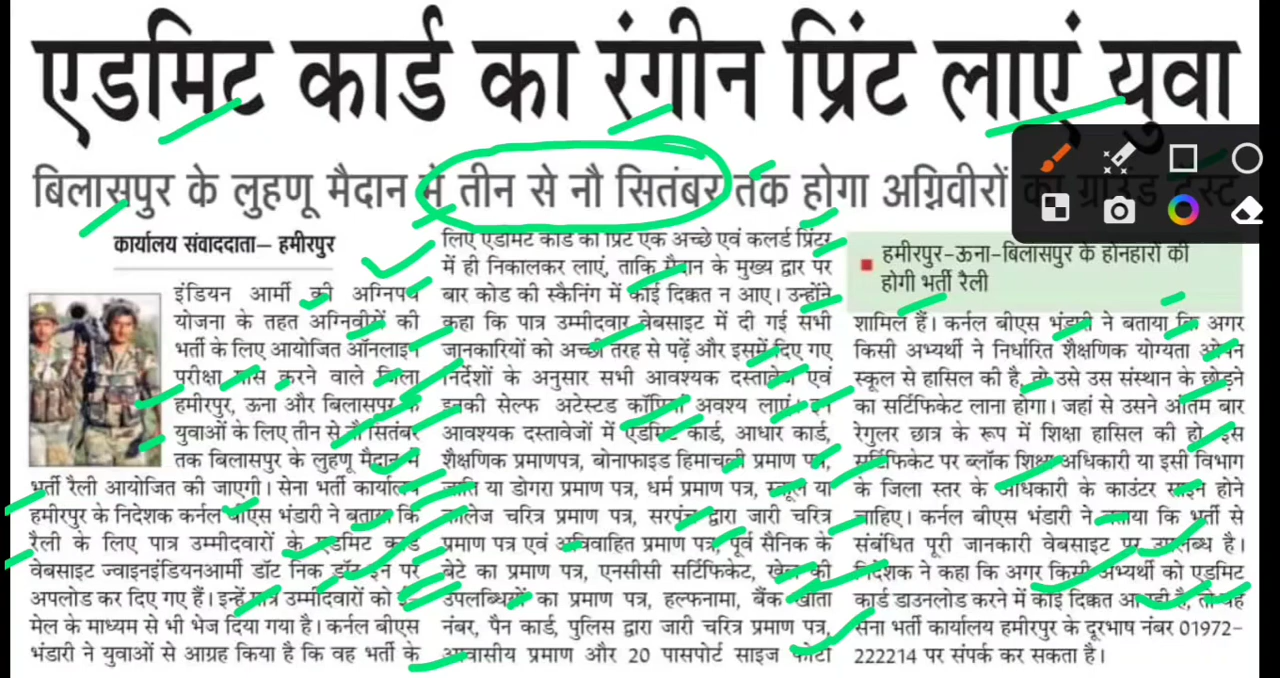 एडमिट कार्ड का रंगीन प्रिंट लाएं युवा
बिलासपुर के लुहणू मैदान में तीन से नौ सितंबर तक होगा अग्निवीरों का ग्राउंड टेस्ट
कार्यालय संवाददाता– हमीरपुर
इंडियन आर्मी की अग्निपथ
योजना के तहत अग्निवीरों की
भर्ती के लिए आयोजित ऑनलाइन
परीक्षा पास करने वाले जिला
हमीरपुर, ऊना और बिलासपुर के
युवाओं के लिए तीन से नौ सितंबर
तक बिलासपुर के लुहणू मैदान में
भर्ती रैली आयोजित की जाएगी। सेना भर्ती कार्यालय
हमीरपुर के निदेशक कर्नल बीएस भंडारी ने बताया कि
रैली के लिए पात्र उम्मीदवारों के एडमिट कार्ड
वेबसाइट ज्वाइनइंडियनआर्मी डॉट निक डॉट इन पर
अपलोड कर दिए गए हैं। इन्हें पात्र उम्मीदवारों को ई-
मेल के माध्यम से भी भेज दिया गया है। कर्नल बीएस
भंडारी ने युवाओं से आग्रह किया है कि वह भर्ती के
लिए एडमिट कार्ड का प्रिंट एक अच्छे एवं कलर्ड प्रिंटर
में ही निकालकर लाएं, ताकि मैदान के मुख्य द्वार पर
बार कोड की स्कैनिंग में कोई दिक्कत न आए। उन्होंने
कहा कि पात्र उम्मीदवार वेबसाइट में दी गई सभी
जानकारियों को अच्छी तरह से पढ़ें और इसमें दिए गए
निर्देशों के अनुसार सभी आवश्यक दस्तावेज एवं
इनकी सेल्फ अटेस्टड कॉपियां अवश्य लाएं। इन
आवश्यक दस्तावेजों में एडमिट कार्ड, आधार कार्ड,
शैक्षणिक प्रमाणपत्र, बोनाफाइड हिमाचली प्रमाण पत्र,
जाति या डोगरा प्रमाण पत्र, धर्म प्रमाण पत्र, स्कूल या
कालेज चरित्र प्रमाण पत्र, सरपंच द्वारा जारी चरित्र
प्रमाण पत्र एवं अविवाहित प्रमाण पत्र, पूर्व सैनिक के
बेटे का प्रमाण पत्र, एनसीसी सर्टिफिकेट, खेल की
उपलब्धियों का प्रमाण पत्र, हल्फनामा, बैंक खाता
नंबर, पैन कार्ड, पुलिस द्वारा जारी चरित्र प्रमाण पत्र,
आवासीय प्रमाण और 20 पासपोर्ट साइज फोटो
हमीरपुर-ऊना-बिलासपुर के होनहारों की
होगी भर्ती रैली
शामिल हैं। कर्नल बीएस भंडारी ने बताया कि अगर
किसी अभ्यर्थी ने निर्धारित शैक्षणिक योग्यता ओपन
स्कूल से हासिल की है, तो उसे उस संस्थान के छोड़ने
का सर्टिफिकेट लाना होगा। जहां से उसने अंतिम बार
रेगुलर छात्र के रूप में शिक्षा हासिल की हो। इस
सर्टिफिकेट पर ब्लॉक शिक्षा अधिकारी या इसी विभाग
के जिला स्तर के अधिकारी के काउंटर साइन होने
चाहिए। कर्नल बीएस भंडारी ने बताया कि भर्ती से
संबंधित पूरी जानकारी वेबसाइट पर उपलब्ध है।
निदेशक ने कहा कि अगर किसी अभ्यर्थी को एडमिट
कार्ड डाउनलोड करने में कोई दिक्कत आ रही है, तो वह
सेना भर्ती कार्यालय हमीरपुर के दूरभाष नंबर 01972-
222214 पर संपर्क कर सकता है।